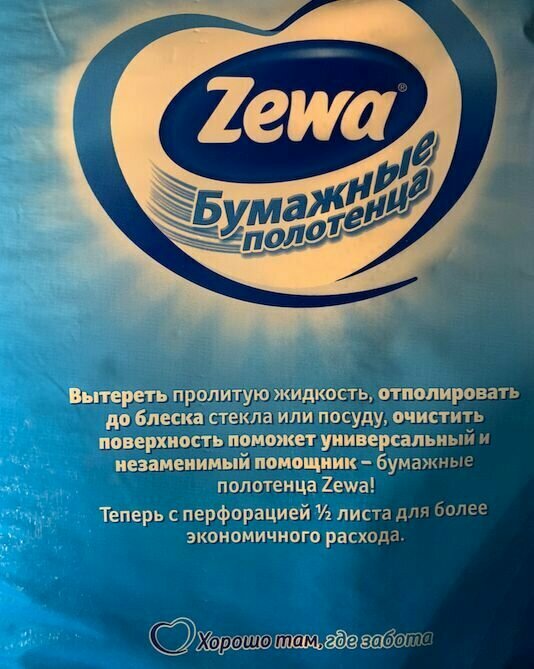 Zewa®
Бумажные
полотенца
Вытереть пролитую жидкость, отполировать
до блеска стекла или посуду, очистить
поверхность поможет универсальный и
незаменимый помощник – бумажные
полотенца Zewa!
Теперь с перфорацией ½ листа для более
экономичного расхода.
Хорошо там, где забота